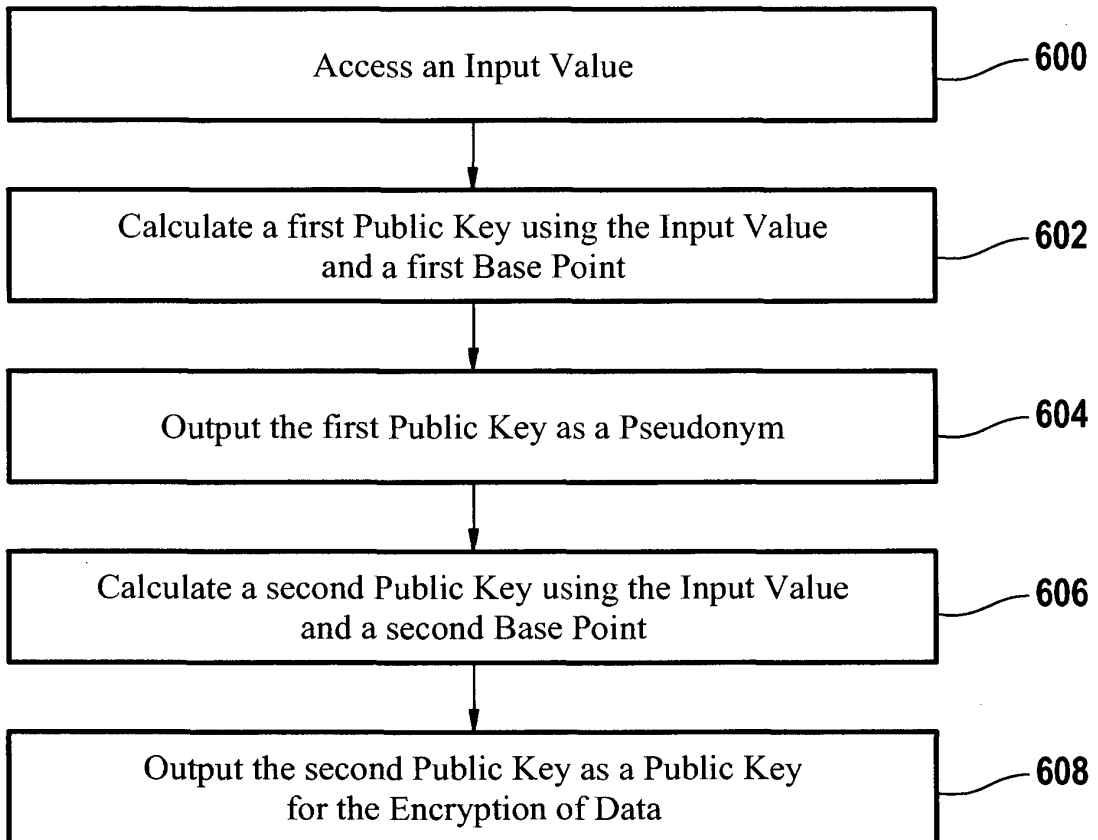 Access an Input Value
600
Calculate a first Public Key using the Input Value
and a first Base Point
602
Output the first Public Key as a Pseudonym
604
Calculate a second Public Key using the Input Value
and a second Base Point
606
Output the second Public Key as a Public Key
for the Encryption of Data
608